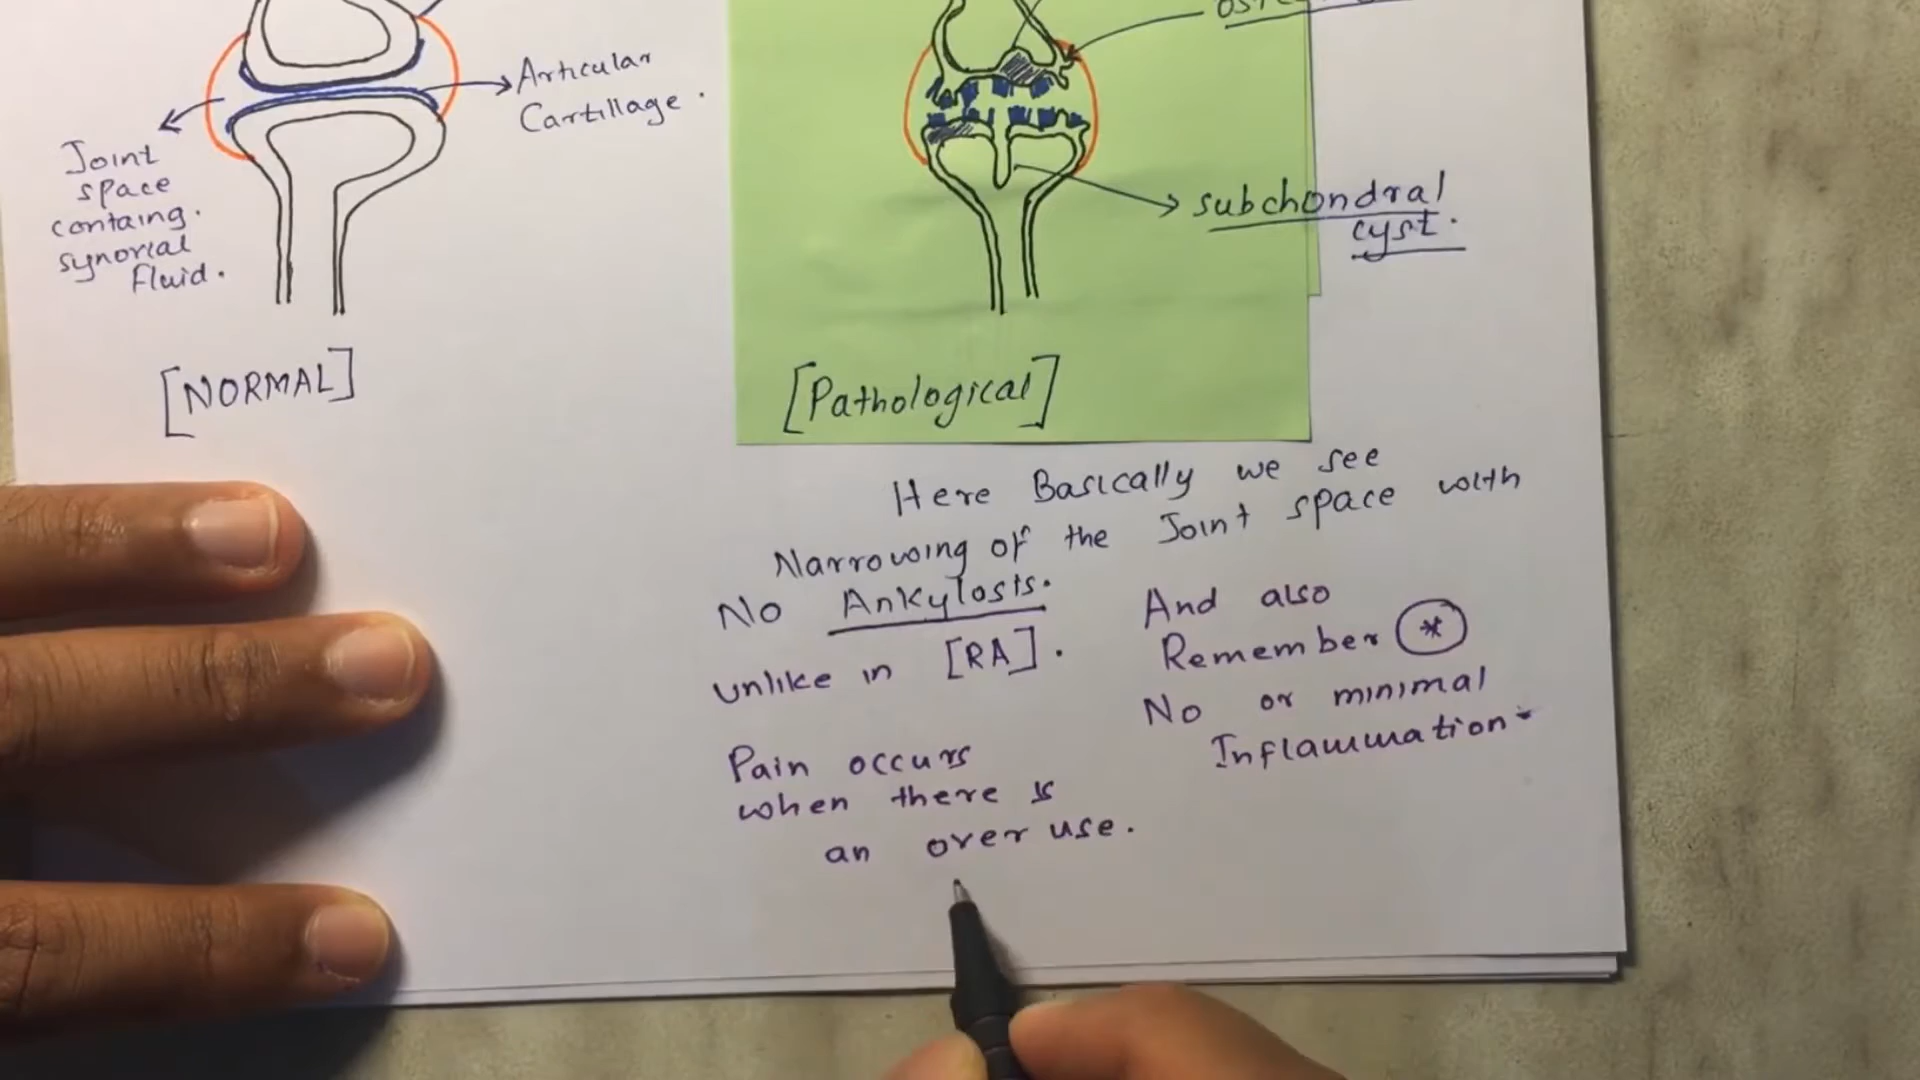 Articular
Cartillage.
Joint
space
containg.
synovial
Fluid.
[NORMAL]
subchondral
cyst.
[Pathological]
Here Basically we see
Narrowing of the Joint space with
No Ankylosis.
unlike in [RA].
And also
Remember *
No or minimal
Inflammation.
Pain occurs
when there is
an over use.